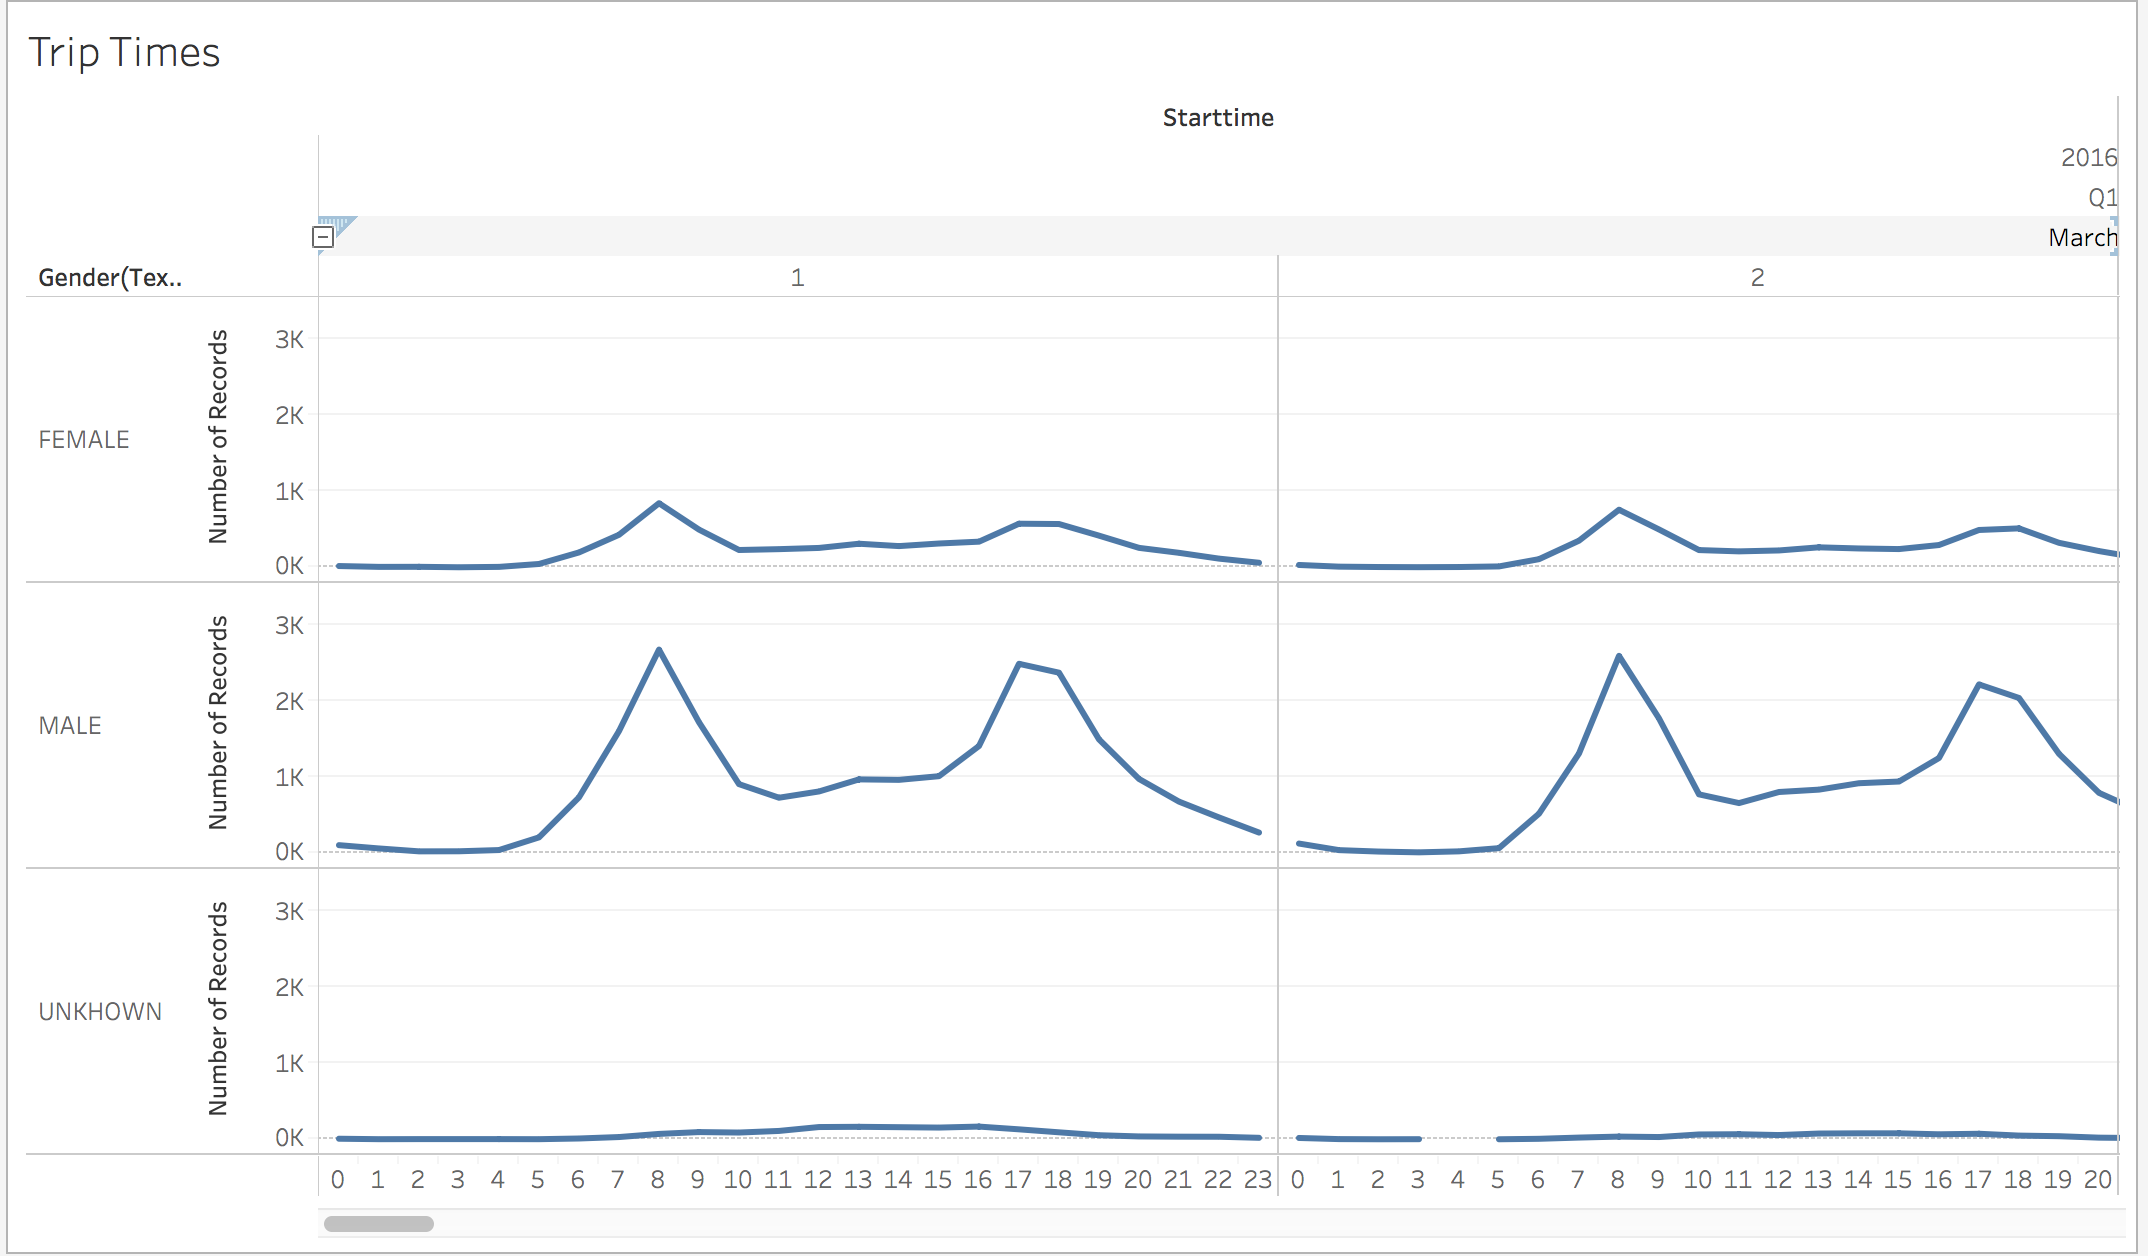 Trip Times
Starttime
2016
Q1
March
Gender(Tex..
1
2
FEMALE
Number of Records
3K
2K
1K
0K
MALE
Number of Records
3K
2K
1K
0K
UNKHOWN
Number of Records
3K
2K
1K
0K
0 1 2 3 4 5 6 7 8 9 10 11 12 13 14 15 16 17 18 19 20 21 22 23 0 1 2 3 4 5 6 7 8 9 10 11 12 13 14 15 16 17 18 19 20